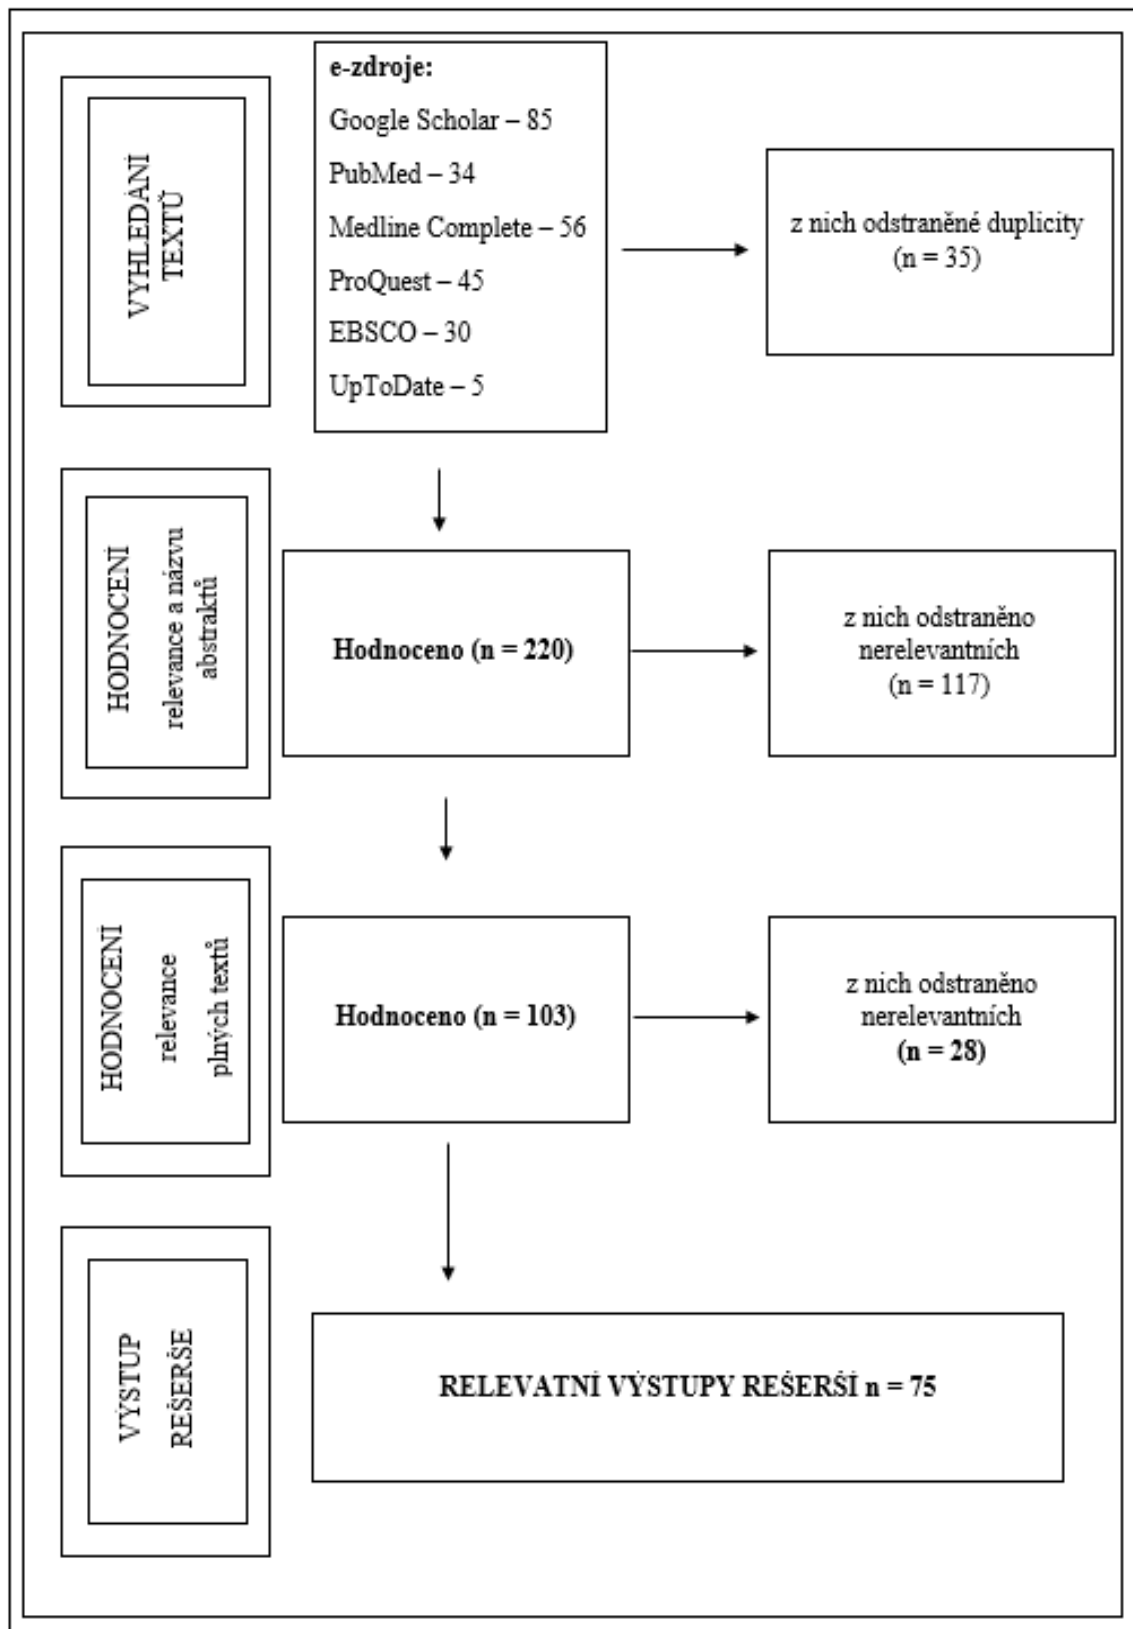 VYHLEDÁNÍ
TEXTŮ
e-zdroje:
Google Scholar – 85
PubMed – 34
Medline Complete – 56
ProQuest – 45
EBSCO – 30
UpToDate – 5
z nich odstraněné duplicity
(n = 35)
HODNOCENÍ
relevance a názvu
abstraktů
Hodnoceno (n = 220)
z nich odstraněno
nerelevantních
(n = 117)
HODNOCENÍ
relevance
plných textů
Hodnoceno (n = 103)
z nich odstraněno
nerelevantních
(n = 28)
VÝSTUP
REŠERŠE
RELEVATNÍ VÝSTUPY REŠERŠÍ n = 75